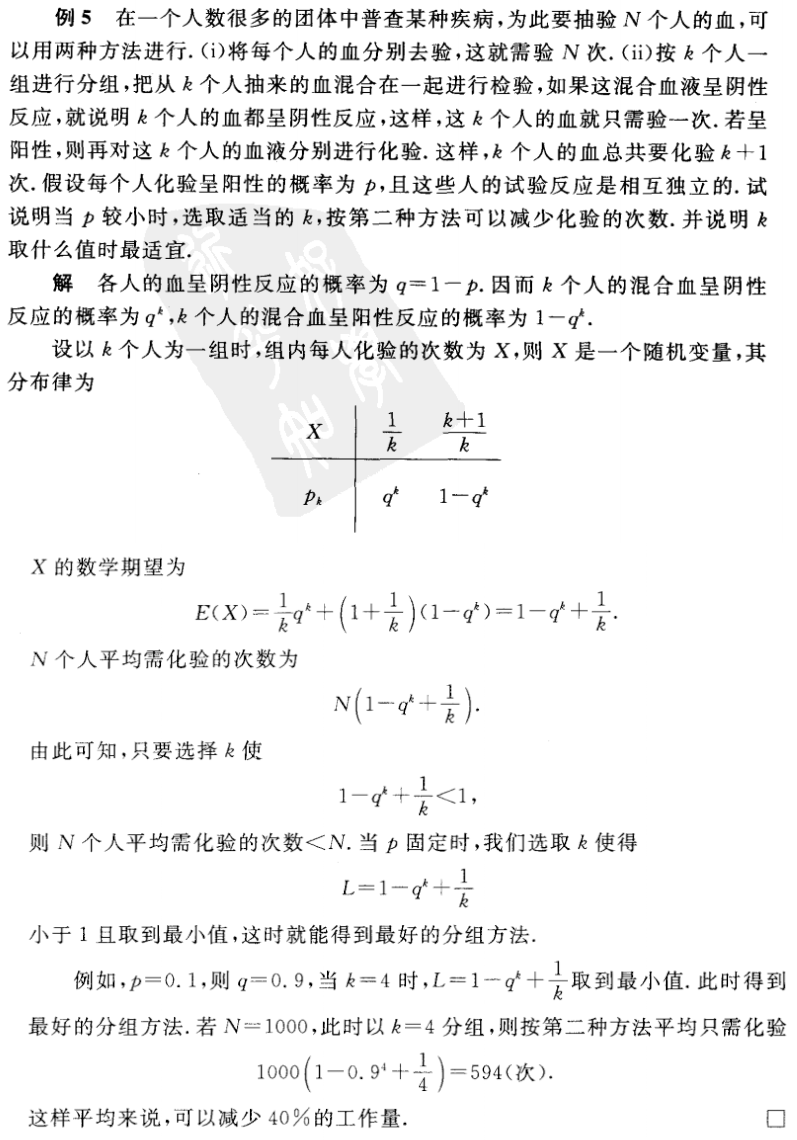 例 5 在一个人数很多的团体中普查某种疾病,为此要抽验 N 个人的血,可
以用两种方法进行. (i)将每个人的血分别去验,这就需验 N 次. (ii)按 k 个人一
组进行分组,把从 k 个人抽来的血混合在一起进行检验,如果这混合血液呈阴性
反应,就说明 k 个人的血都呈阴性反应,这样,这 k 个人的血就只需验一次. 若呈
阳性,则再对这 k 个人的血液分别进行化验. 这样,k 个人的血总共要化验 k+1
次. 假设每个人化验呈阳性的概率为 p,且这些人的试验反应是相互独立的. 试
说明当 p 较小时,选取适当的 k,按第二种方法可以减少化验的次数. 并说明 k
取什么值时最适宜.
解 各人的血呈阴性反应的概率为 q=1-p. 因而 k 个人的混合血呈阴性
反应的概率为 q^k,k 个人的混合血呈阳性反应的概率为 1-q^k.
设以 k 个人为一组时,组内每人化验的次数为 X,则 X 是一个随机变量,其
分布律为
X 1/k (k+1)/k
p_k q^k 1-q^k
X 的数学期望为
E(X)=1/k q^k+(1+1/k)(1-q^k)=1-q^k+1/k.
N 个人平均需化验的次数为
N(1-q^k+1/k).
由此可知,只要选择 k 使
1-q^k+1/k<1,
则 N 个人平均需化验的次数<N. 当 p 固定时,我们选取 k 使得
L=1-q^k+1/k
小于 1 且取到最小值,这时就能得到最好的分组方法.
例如,p=0.1,则 q=0.9,当 k=4 时,L=1-q^k+1/k取到最小值. 此时得到
最好的分组方法. 若 N=1000,此时以 k=4 分组,则按第二种方法平均只需化验
1000(1-0.9^4+1/4)=594(次).
这样平均来说,可以减少 40%的工作量. □